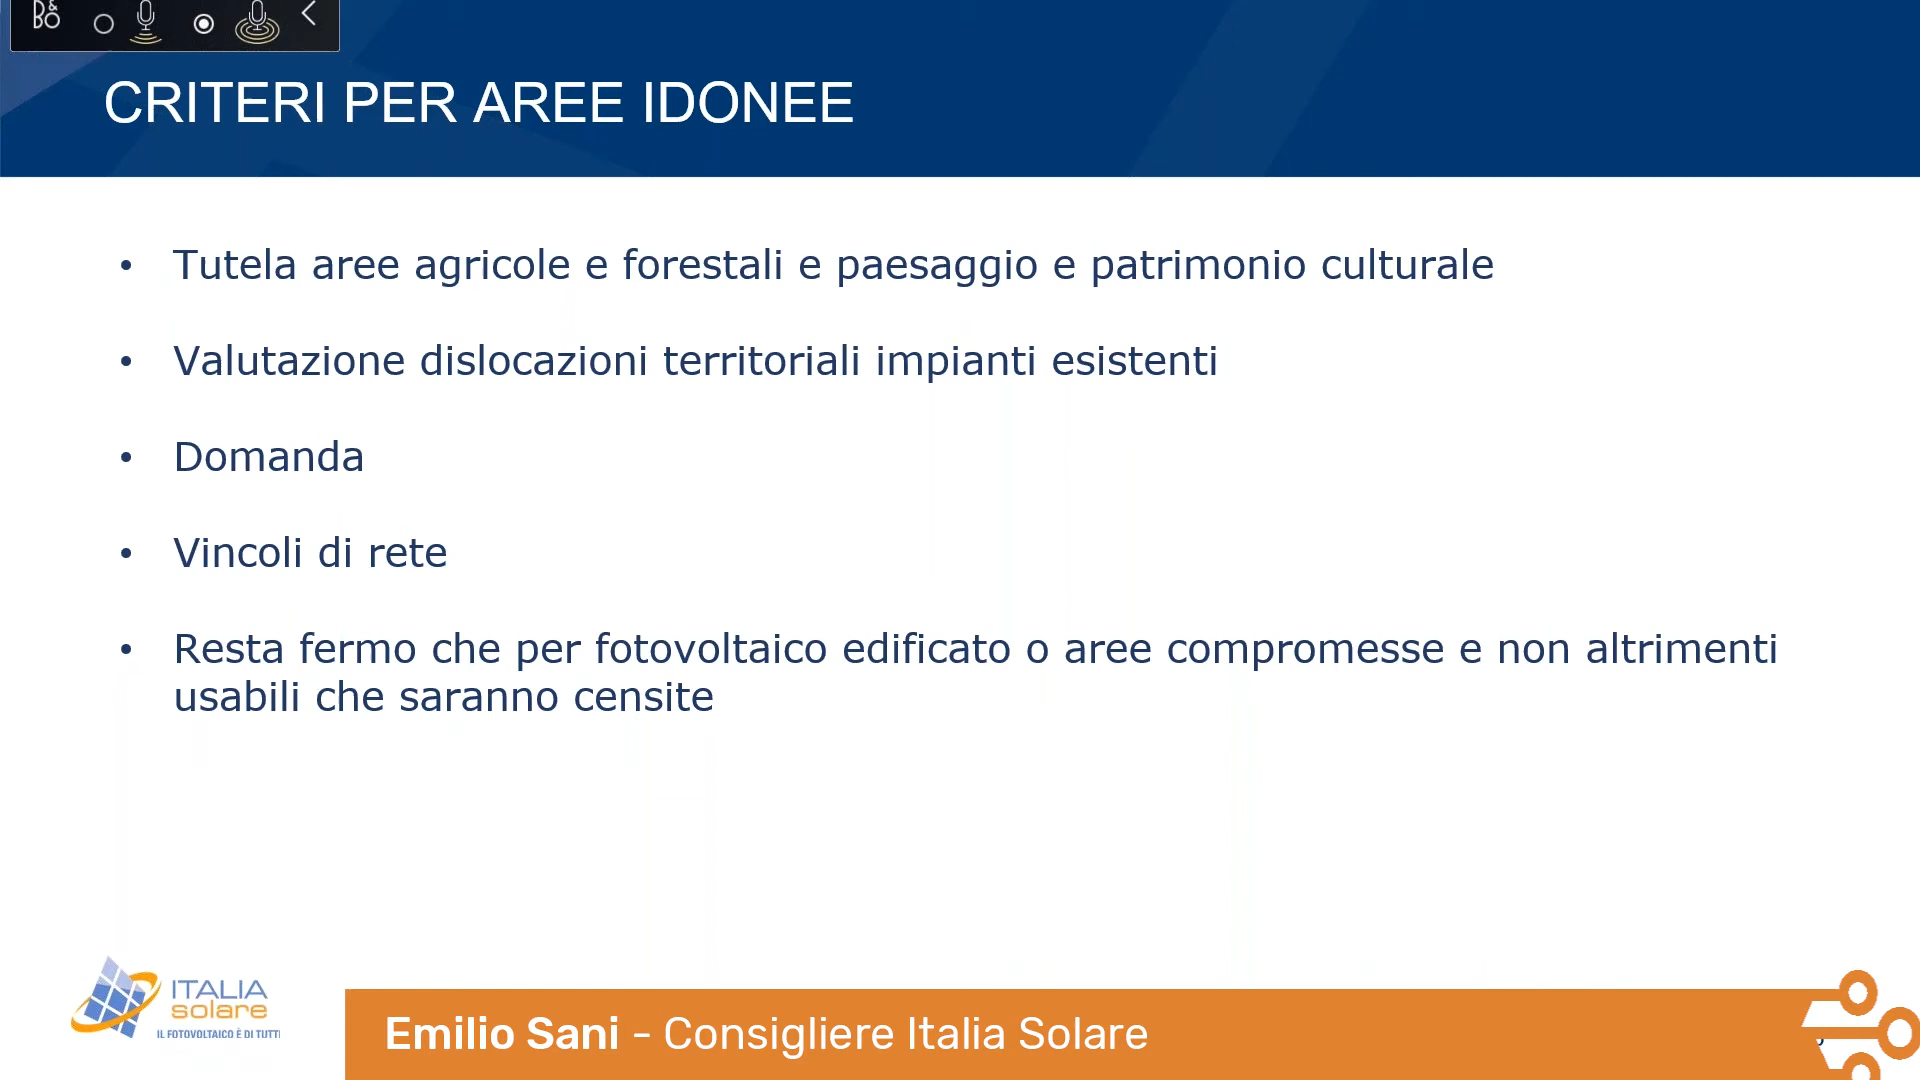 B&O
CRITERI PER AREE IDONEE
• Tutela aree agricole e forestali e paesaggio e patrimonio culturale
• Valutazione dislocazioni territoriali impianti esistenti
• Domanda
• Vincoli di rete
• Resta fermo che per fotovoltaico edificato o aree compromesse e non altrimenti
usabili che saranno censite
ITALIA
solare
IL FOTOVOLTAICO È DI TUTTI
Emilio Sani - Consigliere Italia Solare